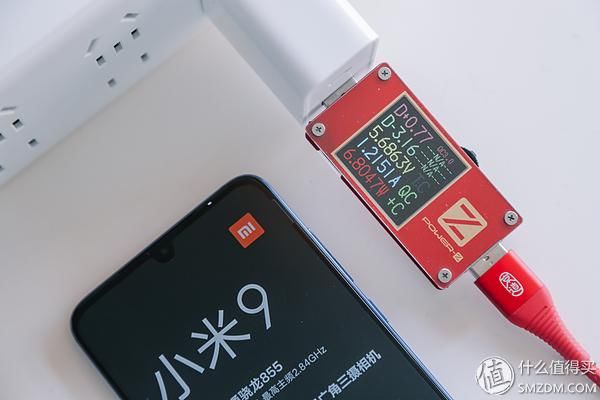 D+0.77
QC3.0
D-3.16
5.6863V
1.2151A QC
6.8047W +C
Z
POWER-Z
小米9
骁龙855
最高主频2.84GHz
广角三摄相机
值 什么值得买
SMZDM.COM